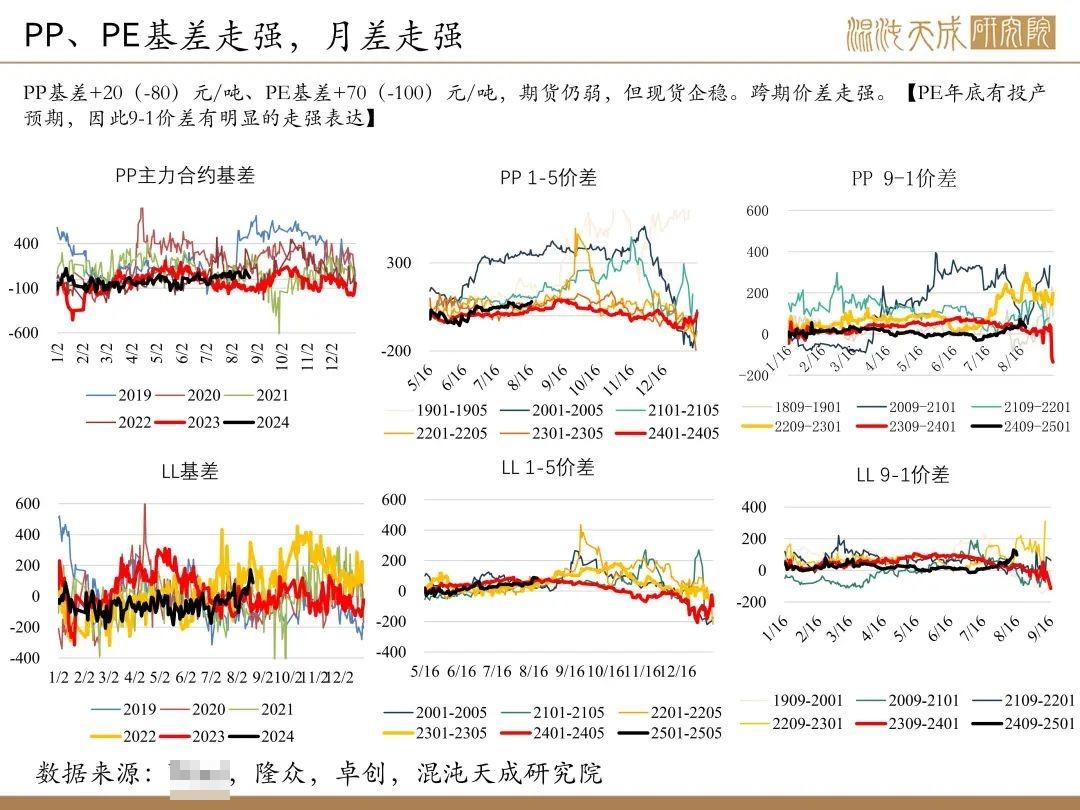 PP、PE基差走强，月差走强
混沌天成研究院
PP基差+20（-80）元/吨、PE基差+70（-100）元/吨，期货仍弱，但现货企稳。跨期价差走强。【PE年底有投产
预期，因此9-1价差有明显的走强表达】
PP主力合约基差
400
-100
-600
1/2 2/2 3/2 4/2 5/2 6/2 7/2 8/2 9/2 10/2 11/2 12/2
2019 2020 2021
2022 2023 2024
PP 1-5价差
300
-200
5/16 6/16 7/16 8/16 9/16 10/16 11/16 12/16
1901-1905 2001-2005 2101-2105
2201-2205 2301-2305 2401-2405
PP 9-1价差
600
400
200
0
-200
1/16 2/16 3/16 4/16 5/16 6/16 7/16 8/16
1809-1901 2009-2101 2109-2201
2209-2301 2309-2401 2409-2501
LL基差
600
400
200
0
-200
-400
1/2 2/2 3/2 4/2 5/2 6/2 7/2 8/2 9/2 10/2 11/2 12/2
2019 2020 2021
2022 2023 2024
LL 1-5价差
600
400
200
0
-200
-400
5/16 6/16 7/16 8/16 9/16 10/16 11/16 12/16
2001-2005 2101-2105 2201-2205
2301-2305 2401-2405 2501-2505
LL 9-1价差
400
200
0
-200
1/16 2/16 3/16 4/16 5/16 6/16 7/16 8/16 9/16
1909-2001 2009-2101 2109-2201
2209-2301 2309-2401 2409-2501
数据来源：，隆众，卓创，混沌天成研究院